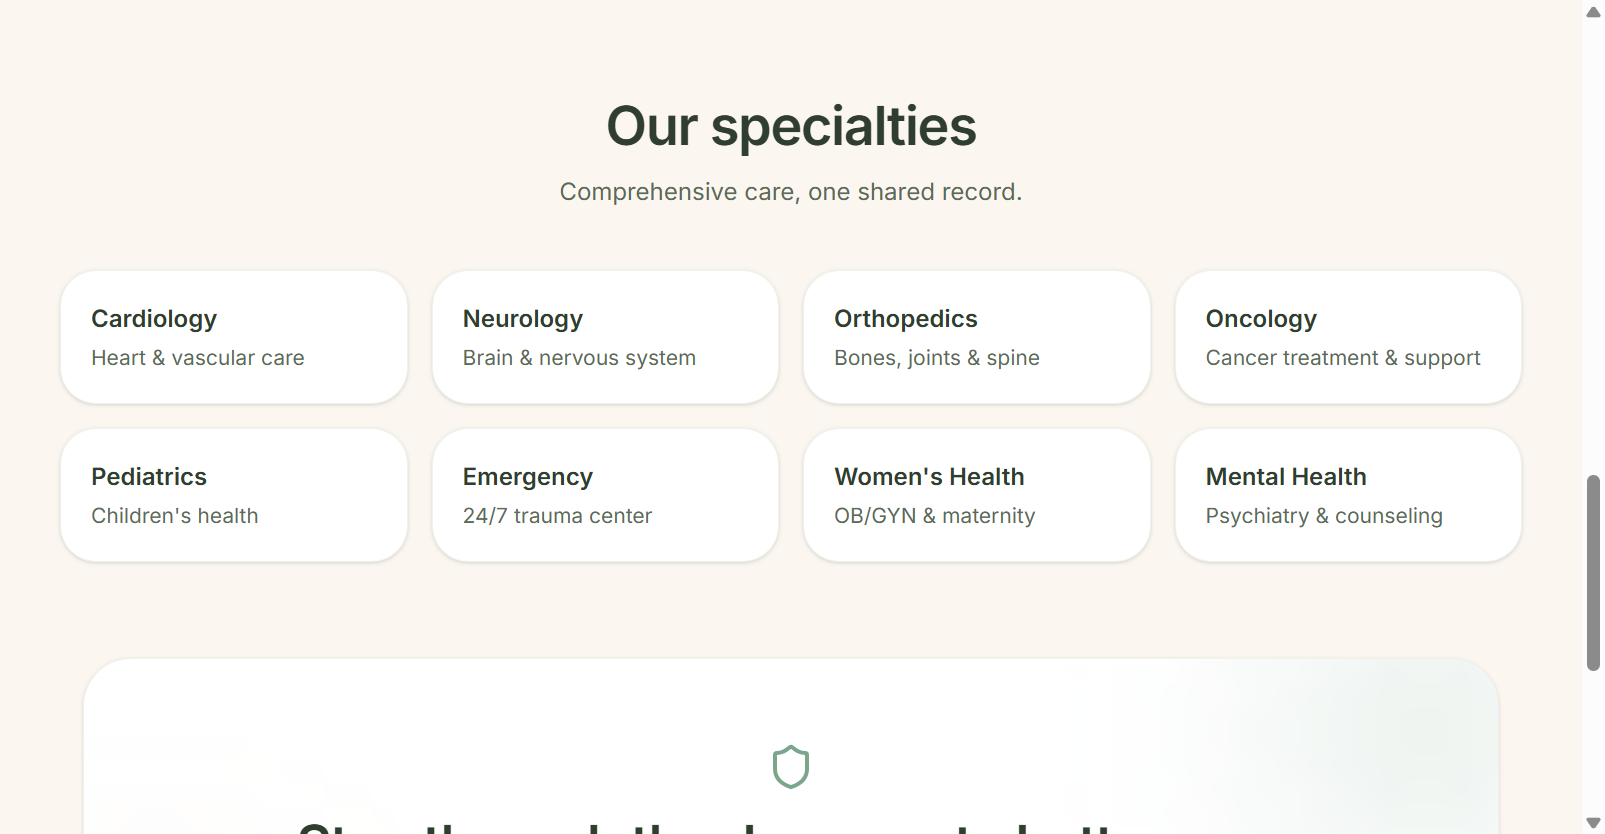 Our specialties
Comprehensive care, one shared record.
Cardiology
Heart & vascular care
Neurology
Brain & nervous system
Orthopedics
Bones, joints & spine
Oncology
Cancer treatment & support
Pediatrics
Children's health
Emergency
24/7 trauma center
Women's Health
OB/GYN & maternity
Mental Health
Psychiatry & counseling